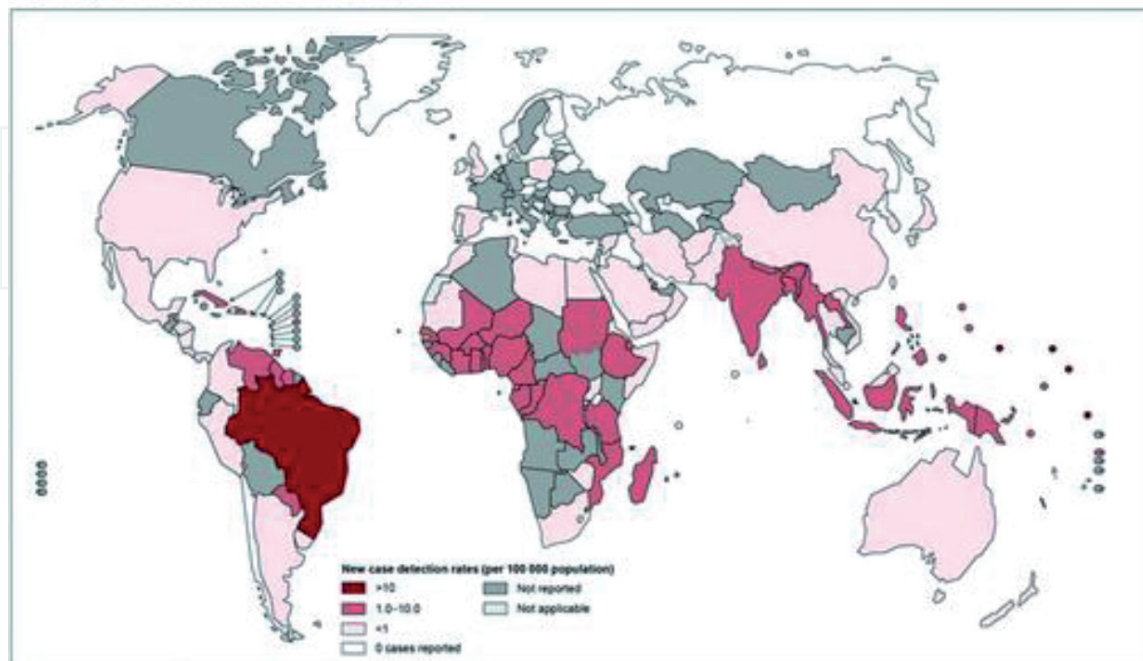 New case detection rates (per 100 000 population)
>10
1.0–10.0
<1
0 cases reported
Not reported
Not applicable